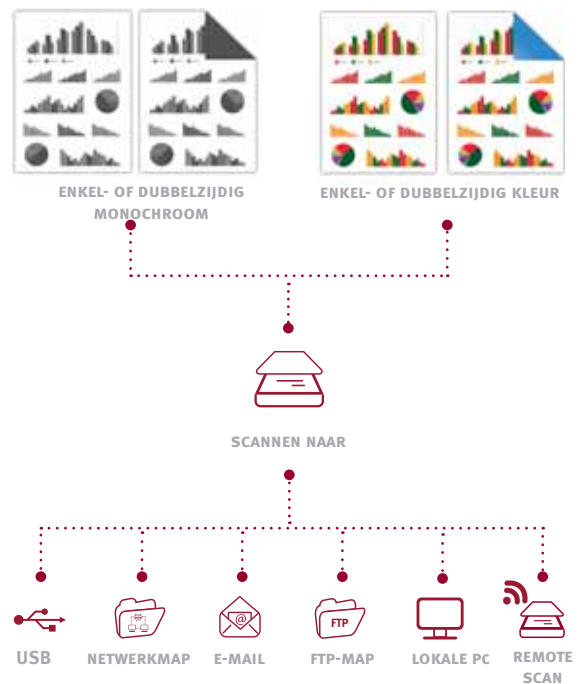 ENKEL- OF DUBBELZIJDIG
MONOCHROOM
ENKEL- OF DUBBELZIJDIG KLEUR
SCANNEN NAAR
@
FTP
USB
NETWERKMAP
E-MAIL
FTP-MAP
LOKALE PC
REMOTE
SCAN